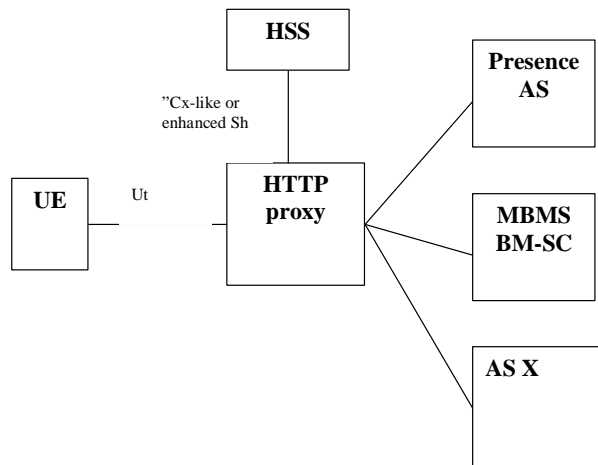 HSS
Presence
AS
”Cx-like or
enhanced Sh
UE
Ut
HTTP
proxy
MBMS
BM-SC
AS X